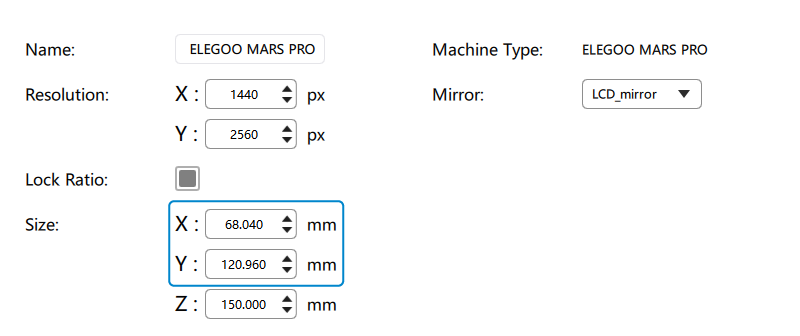 Name: ELEGOO MARS PRO Machine Type: ELEGOO MARS PRO
Resolution: X : 1440 px Mirror: LCD_mirror
Y : 2560 px
Lock Ratio:
Size: X : 68.040 mm
Y : 120.960 mm
Z : 150.000 mm